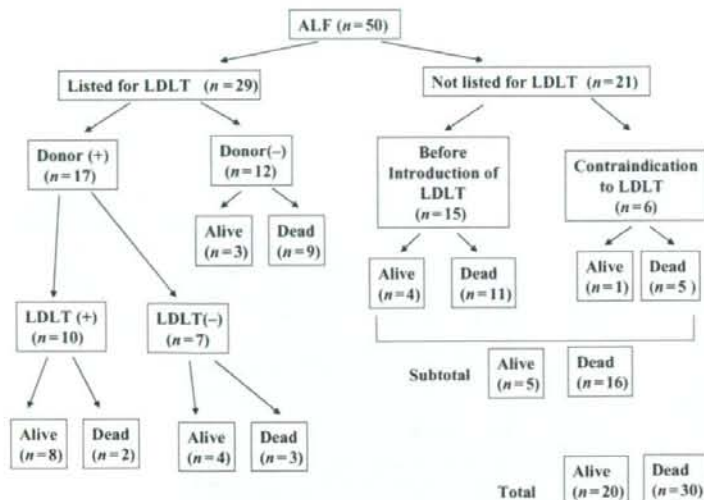 ALF (n=50)
Listed for LDLT (n=29)
Not listed for LDLT (n=21)
Donor (+)
(n=17)
Donor(–)
(n=12)
Before
Introduction of
LDLT
(n=15)
Contraindication
to LDLT
(n=6)
Alive
(n=3)
Dead
(n=9)
Alive
(n=4)
Dead
(n=11)
Alive
(n=1)
Dead
(n=5 )
LDLT (+)
(n=10)
LDLT(–)
(n=7)
Subtotal
Alive
(n=5)
Dead
(n=16)
Alive
(n=8)
Dead
(n=2)
Alive
(n=4)
Dead
(n=3)
Total
Alive
(n=20)
Dead
(n=30)